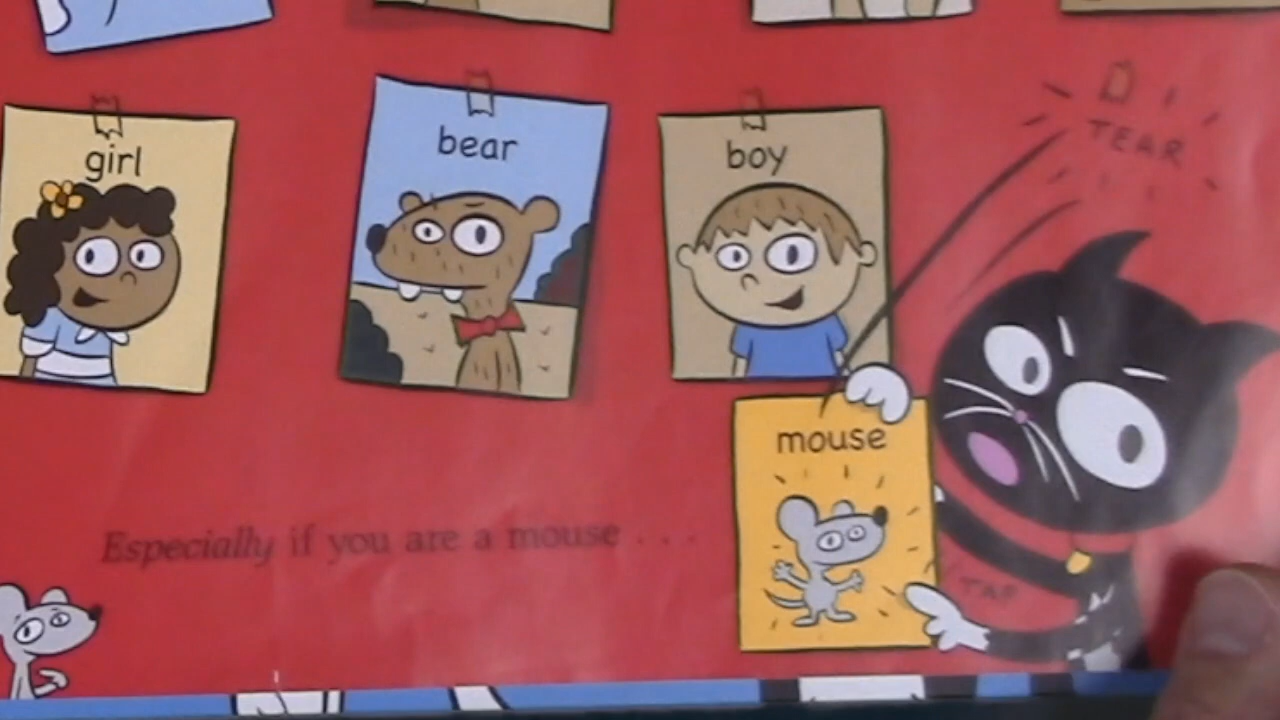 girl
bear
boy
TEAR
mouse
Especially if you are a mouse . . .
TAP